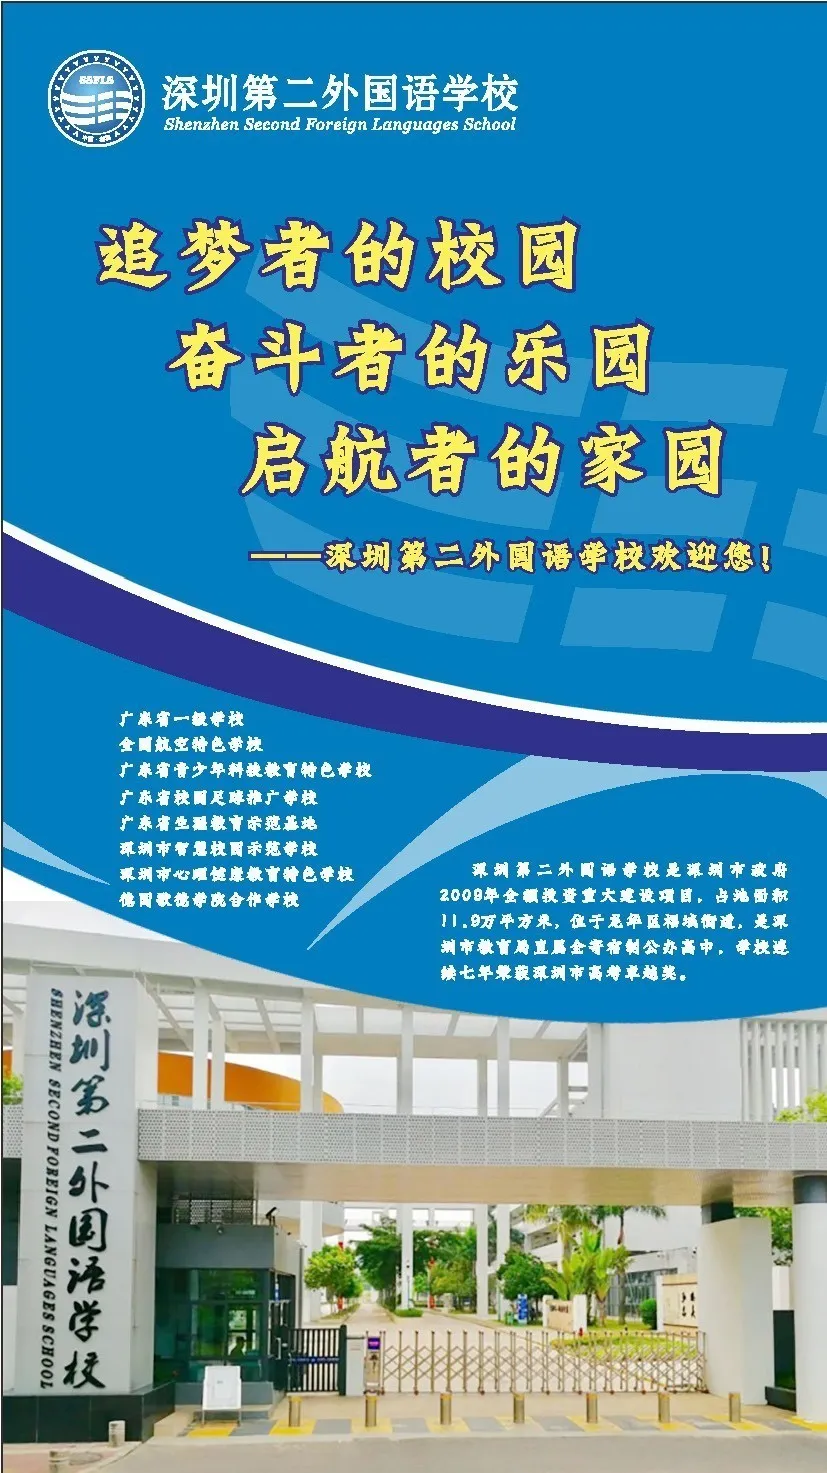 SSFLS
中国·深圳
深圳第二外国语学校
Shenzhen Second Foreign Languages School
追梦者的校园
奋斗者的乐园
启航者的家园
——深圳第二外国语学校欢迎您!
广东省一级学校
全国航空特色学校
广东省青少年科技教育特色学校
广东省校园足球推广学校
广东省生涯教育示范基地
深圳市智慧校园示范学校
深圳市心理健康教育特色学校
德国歌德学院合作学校
深圳第二外国语学校是深圳市政府
2009年全额投资重大建设项目,占地面积
11.9万平方米,位于龙华区福城街道,是深
圳市教育局直属全寄宿制公办高中,学校连
续七年荣获深圳市高考卓越奖。
深圳第二外国语学校
SHENZHEN SECOND FOREIGN LANGUAGES SCHOOL